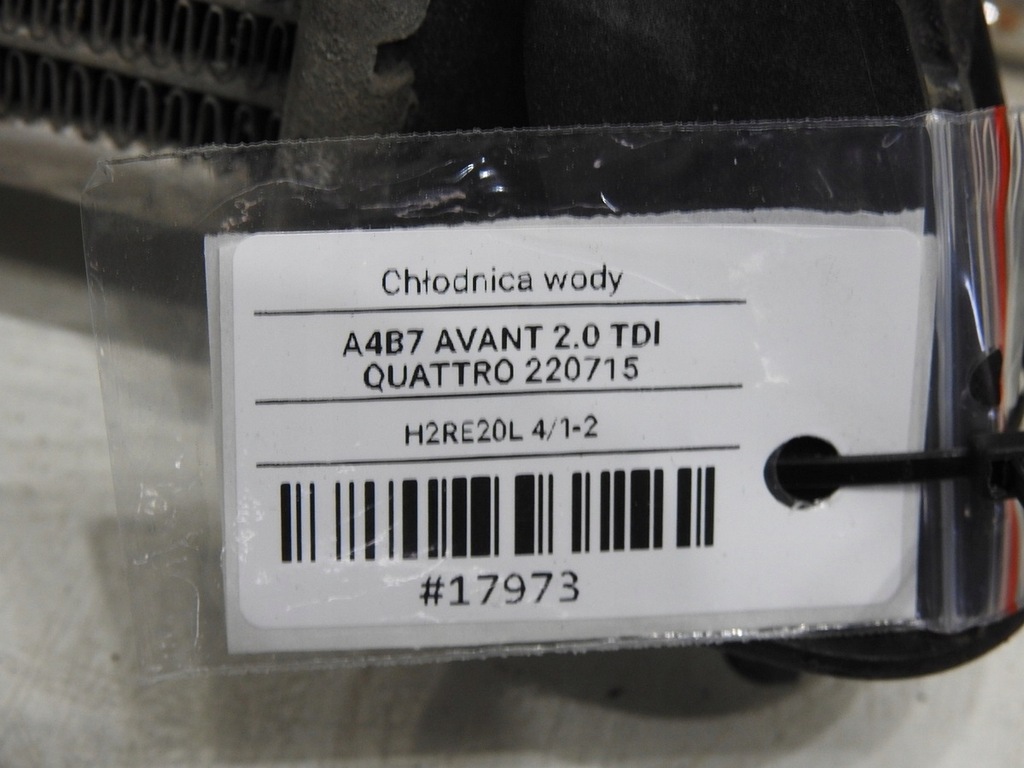 Chłodnica wody
A4B7 AVANT 2.0 TDI
QUATTRO 220715
H2RE20L 4/1-2
#17973